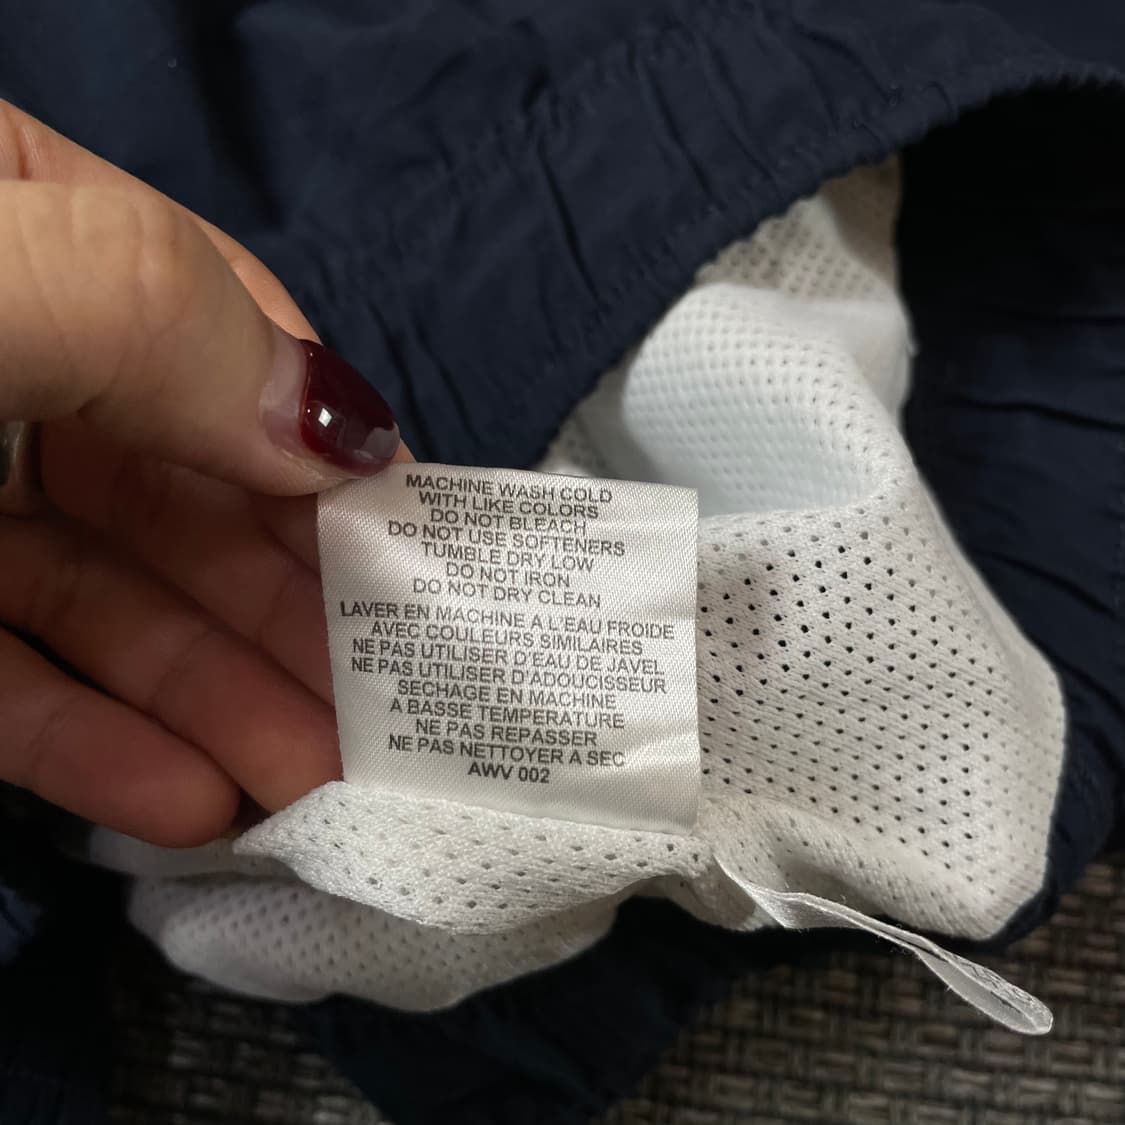 MACHINE WASH COLD
WITH LIKE COLORS
DO NOT BLEACH
DO NOT USE SOFTENERS
TUMBLE DRY LOW
DO NOT IRON
DO NOT DRY CLEAN
LAVER EN MACHINE A L'EAU FROIDE
AVEC COULEURS SIMILAIRES
NE PAS UTILISER D'EAU DE JAVEL
NE PAS UTILISER D'ADOUCISSEUR
SECHAGE EN MACHINE
A BASSE TEMPERATURE
NE PAS REPASSER
NE PAS NETTOYER A SEC
AWV 002